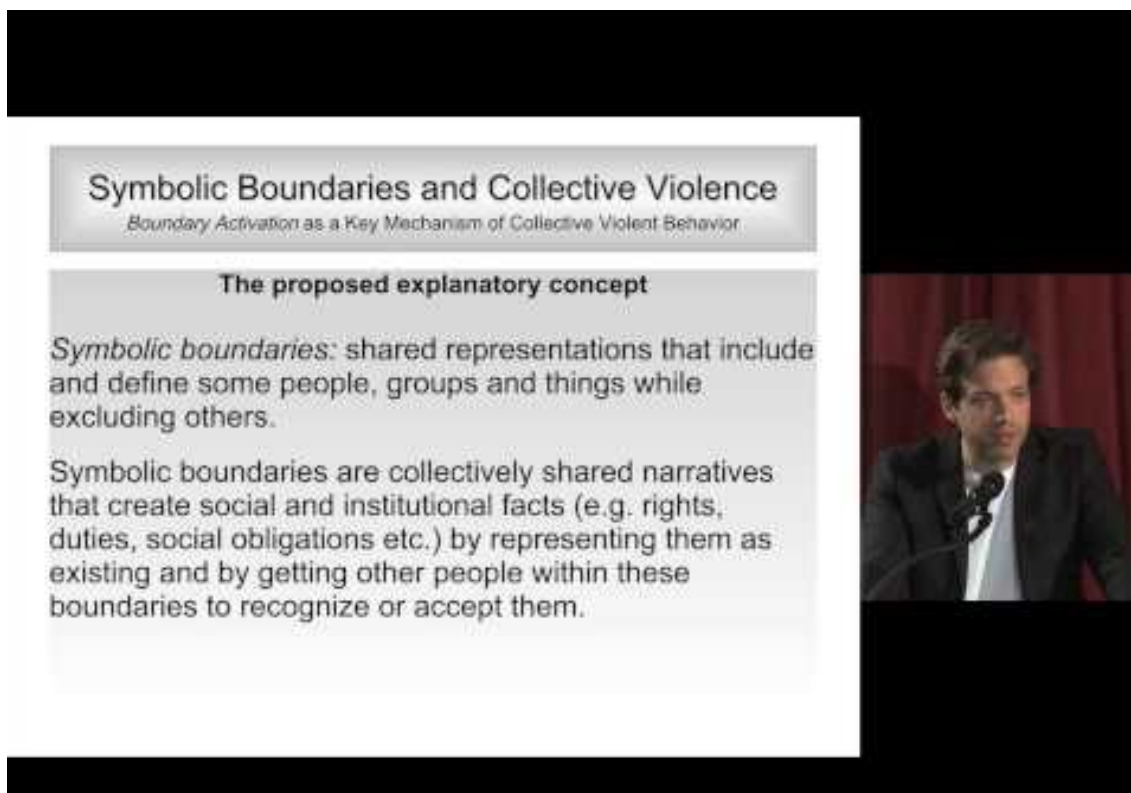 Symbolic Boundaries and Collective Violence
Boundary Activation as a Key Mechanism of Collective Violent Behavior
The proposed explanatory concept
Symbolic boundaries: shared representations that include
and define some people, groups and things while
excluding others.
Symbolic boundaries are collectively shared narratives
that create social and institutional facts (e.g. rights,
duties, social obligations etc.) by representing them as
existing and by getting other people within these
boundaries to recognize or accept them.